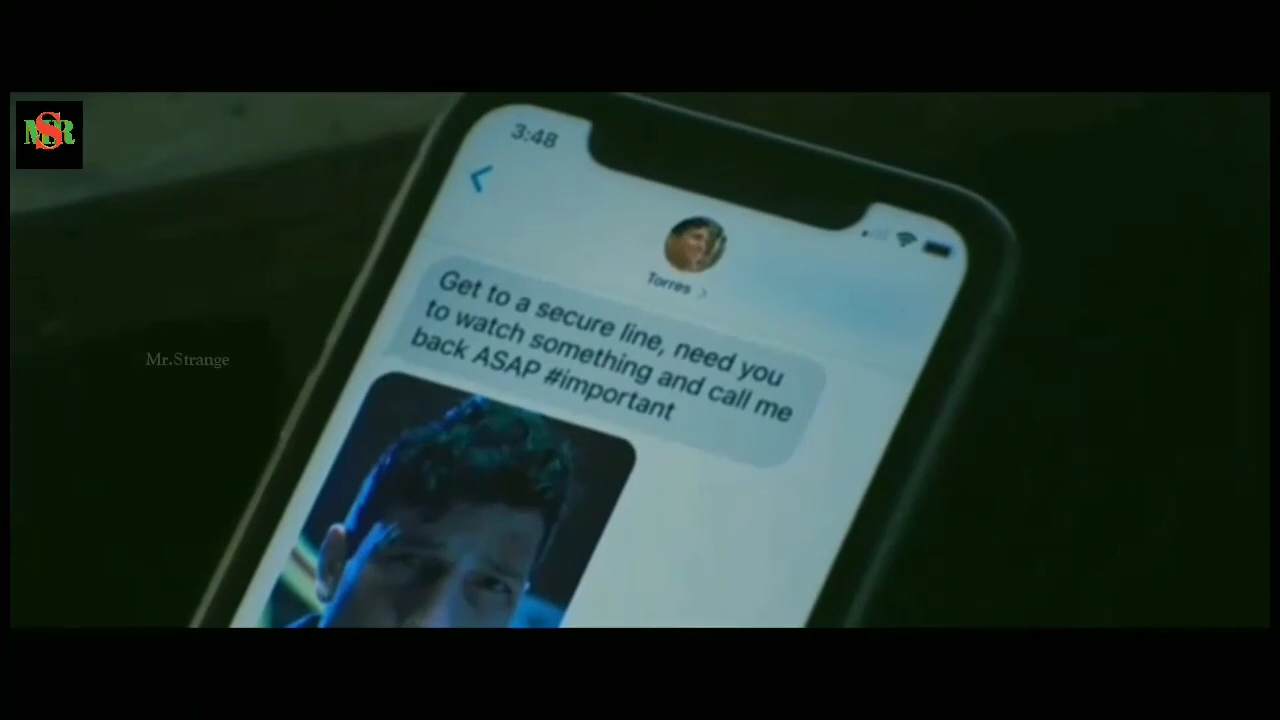 MSR
3:48
Torres >
Get to a secure line, need you
to watch something and call me
back ASAP #important
Mr.Strange